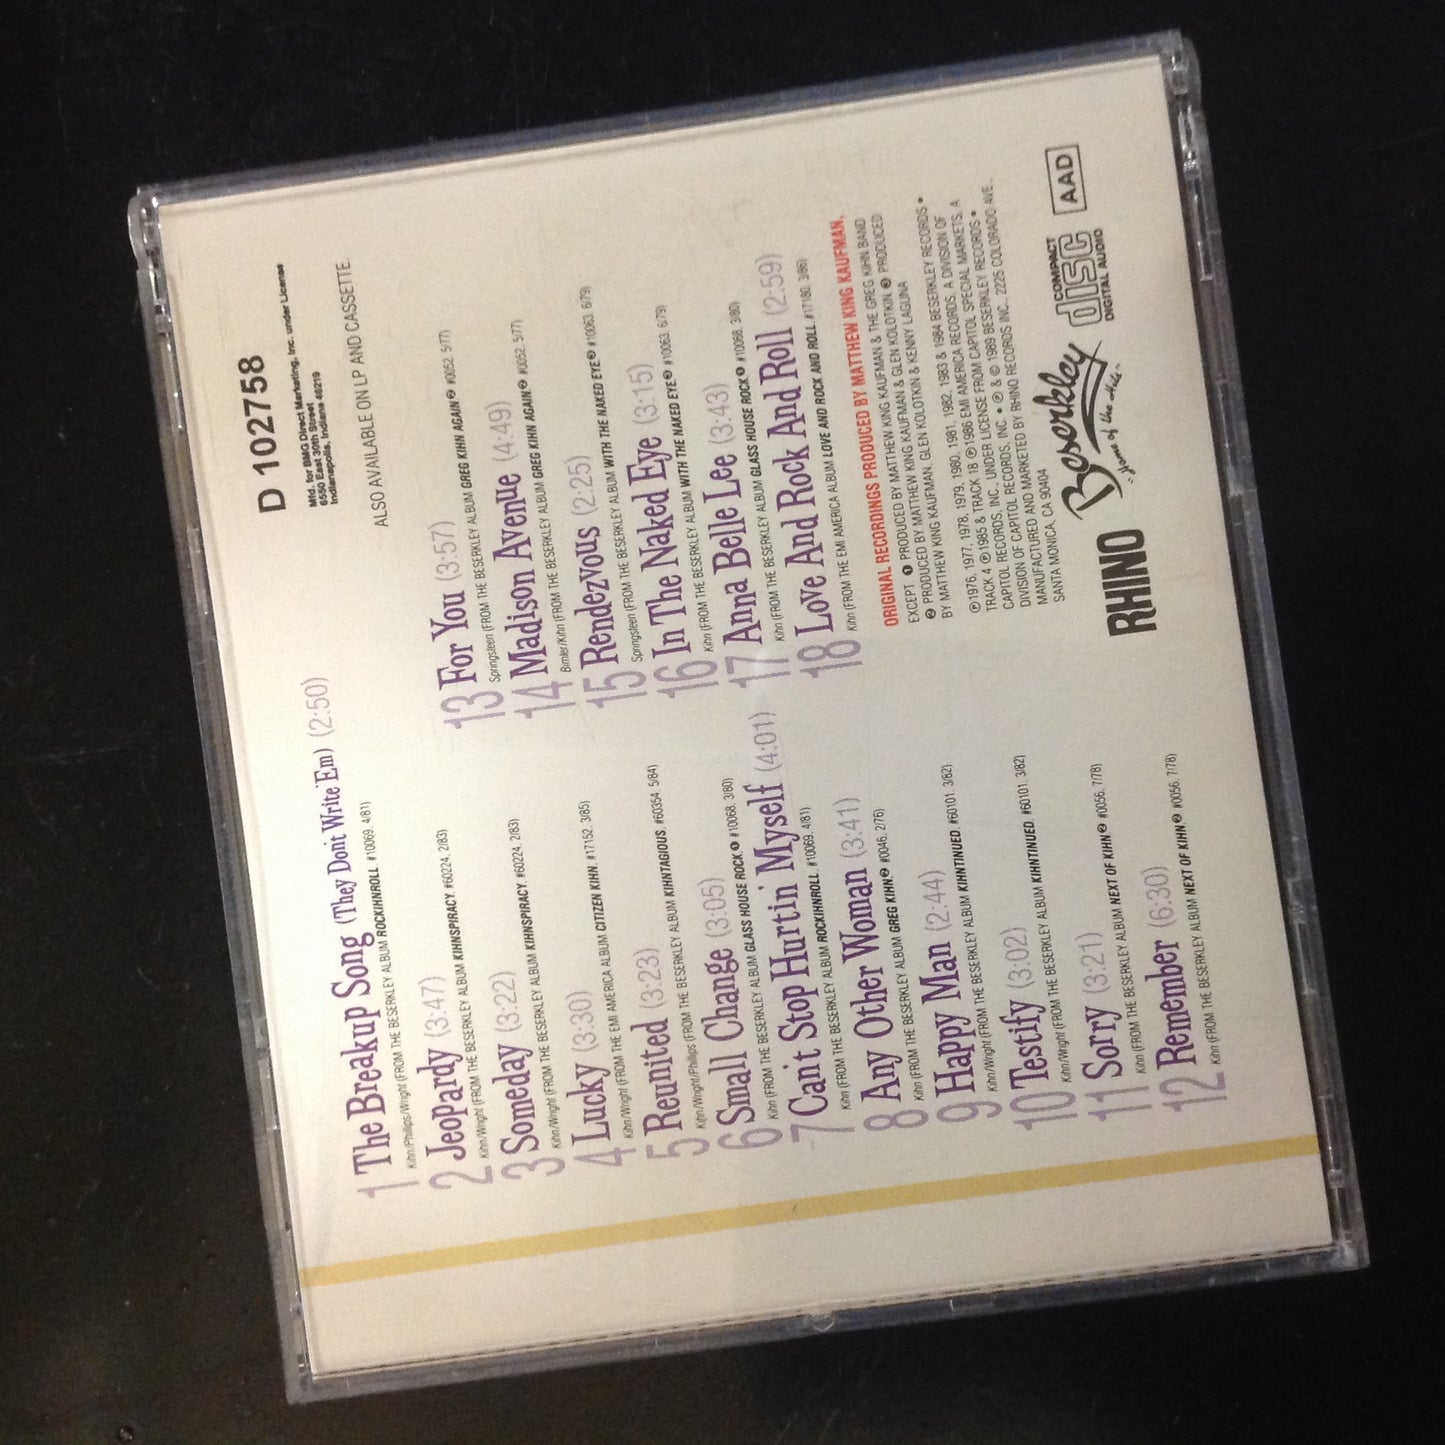 D 102758
Mfd. for BMG Direct Marketing, Inc. under License
6550 East 30th Street
Indianapolis, Indiana 46219
ALSO AVAILABLE ON LP AND CASSETTE.
1 The Breakup Song (They Don't Write 'Em) (2:50)
Kihn/Phillips/Wright (FROM THE BESERKLEY ALBUM ROCKIHNROLL. #10069. 4/81)
2 Jeopardy (3:47)
Kihn/Wright (FROM THE BESERKLEY ALBUM KIHNSPIRACY. #60224. 2/83)
3 Someday (3:22)
Kihn/Wright (FROM THE BESERKLEY ALBUM KIHNSPIRACY. #60224. 2/83)
4 Lucky (3:30)
Kihn/Wright (FROM THE EMI AMERICA ALBUM CITIZEN KIHN. #17152. 3/85)
5 Reunited (3:23)
Kihn/Wright/Phillips (FROM THE BESERKLEY ALBUM KIHNTAGIOUS. #60354. 5/84)
6 Small Change (3:05)
Kihn (FROM THE BESERKLEY ALBUM GLASS HOUSE ROCK ❶ #10068. 3/80)
7 Can't Stop Hurtin' Myself (4:01)
Kihn (FROM THE BESERKLEY ALBUM ROCKIHNROLL. #10069. 4/81)
8 Any Other Woman (3:41)
Kihn (FROM THE BESERKLEY ALBUM GREG KIHN ❷ #0046. 2/76)
9 Happy Man (2:44)
Kihn/Wright (FROM THE BESERKLEY ALBUM KIHNTINUED. #60101. 3/82)
10 Testify (3:02)
Kihn/Wright (FROM THE BESERKLEY ALBUM KIHNTINUED. #60101. 3/82)
11 Sorry (3:21)
Kihn (FROM THE BESERKLEY ALBUM NEXT OF KIHN ❷ #0056. 7/78)
12 Remember (6:30)
Kihn (FROM THE BESERKLEY ALBUM NEXT OF KIHN ❷ #0056. 7/78)
13 For You (3:57)
Springsteen (FROM THE BESERKLEY ALBUM GREG KIHN AGAIN ❷ #0052. 5/77)
14 Madison Avenue (4:49)
Bimler/Kihn (FROM THE BESERKLEY ALBUM GREG KIHN AGAIN ❷ #0052. 5/77)
15 Rendezvous (2:25)
Springsteen (FROM THE BESERKLEY ALBUM WITH THE NAKED EYE ❸ #10063. 6/79)
16 In The Naked Eye (3:15)
Kihn (FROM THE BESERKLEY ALBUM WITH THE NAKED EYE ❸ #10063. 6/79)
17 Anna Belle Lee (3:43)
Kihn (FROM THE BESERKLEY ALBUM GLASS HOUSE ROCK ❶ #10068. 3/80)
18 Love And Rock And Roll (2:59)
Kihn (FROM THE EMI AMERICA ALBUM LOVE AND ROCK AND ROLL. #17180. 3/86)
ORIGINAL RECORDINGS PRODUCED BY MATTHEW KING KAUFMAN,
EXCEPT: ❶ PRODUCED BY MATTHEW KING KAUFMAN & THE GREG KIHN BAND
❷ PRODUCED BY MATTHEW KING KAUFMAN & GLEN KOLOTKIN. ❸ PRODUCED
BY MATTHEW KING KAUFMAN, GLEN KOLOTKIN & KENNY LAGUNA
℗1976, 1977, 1978, 1979, 1980, 1981, 1982, 1983 & 1984 BESERKLEY RECORDS •
TRACK 4 ℗1985 & TRACK 18 ℗1986 EMI AMERICA RECORDS, A DIVISION OF
CAPITOL RECORDS, INC., UNDER LICENSE FROM CAPITOL SPECIAL MARKETS, A
DIVISION OF CAPITOL RECORDS, INC. • ℗ & © 1989 BESERKLEY RECORDS •
MANUFACTURED AND MARKETED BY RHINO RECORDS INC., 2225 COLORADO AVE.,
SANTA MONICA, CA 90404
RHINO
Beserkley
"Home of the Hits"
COMPACT
disc
DIGITAL AUDIO
AAD